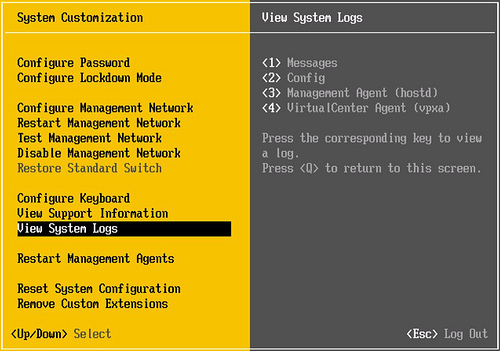 System Customization
View System Logs
Configure Password
Configure Lockdown Mode
Configure Management Network
Restart Management Network
Test Management Network
Disable Management Network
Restore Standard Switch
Configure Keyboard
View Support Information
View System Logs
Restart Management Agents
Reset System Configuration
Remove Custom Extensions
<1> Messages
<2> Config
<3> Management Agent (hostd)
<4> VirtualCenter Agent (vpxa)
Press the corresponding key to view
a log.
Press <Q> to return to this screen.
<Up/Down> Select
<Esc> Log Out